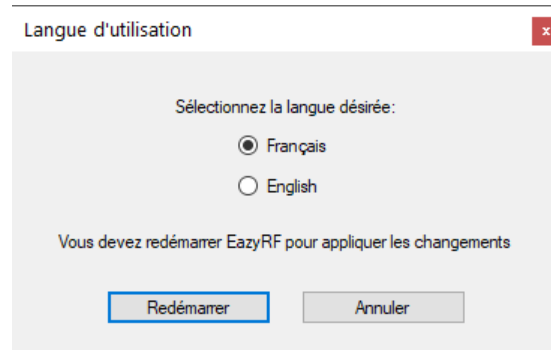 Langue d'utilisation
x
Sélectionnez la langue désirée:
Français
English
Vous devez redémarrer EazyRF pour appliquer les changements
Redémarrer
Annuler